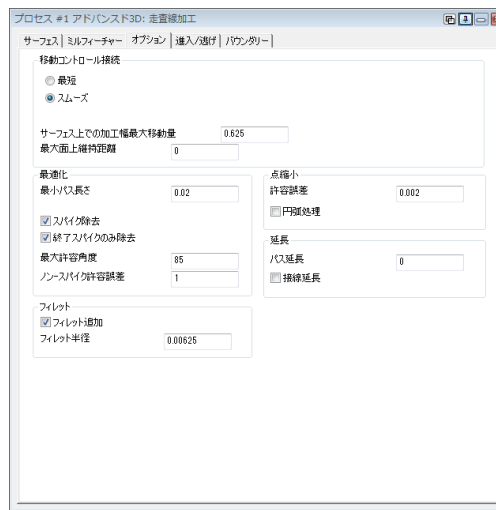 プロセス #1 アドバンスド3D: 走査線加工
サーフェス ミルフィーチャー オプション 進入/逃げ バウンダリー
移動コントロール接続
最短
スムーズ
サーフェス上での加工幅最大移動量 0.625
最大面上維持距離 0
最適化
最小パス長さ 0.02
スパイク除去
終了スパイクのみ除去
最大許容角度 85
ノン-スパイク許容誤差 1
点縮小
許容誤差 0.002
円弧処理
延長
パス延長 0
接線延長
フィレット
フィレット追加
フィレット半径 0.00625